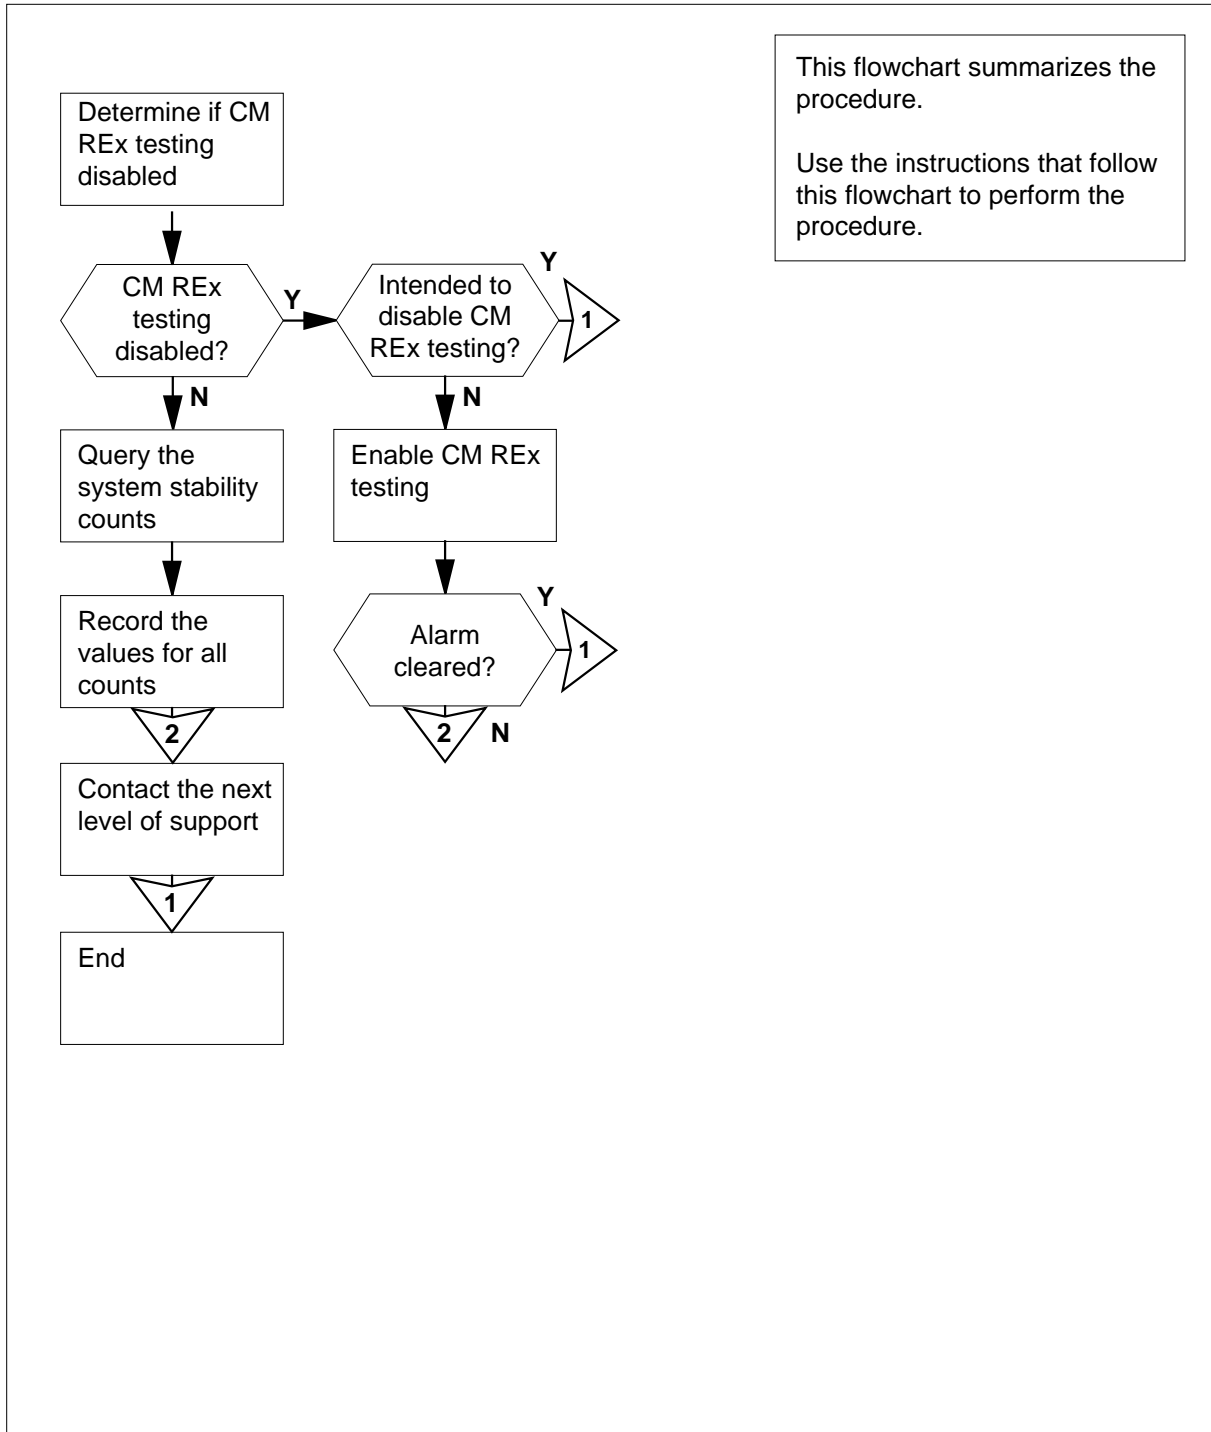 This flowchart summarizes the
procedure.
Use the instructions that follow
this flowchart to perform the
procedure.
Determine if CM
REx testing
disabled
CM REx
testing
disabled?
Y
N
Intended to
disable CM
REx testing?
Y
1
N
Query the
system stability
counts
Enable CM REx
testing
Record the
values for all
counts
2
Alarm
cleared?
Y
1
2
N
Contact the next
level of support
1
End